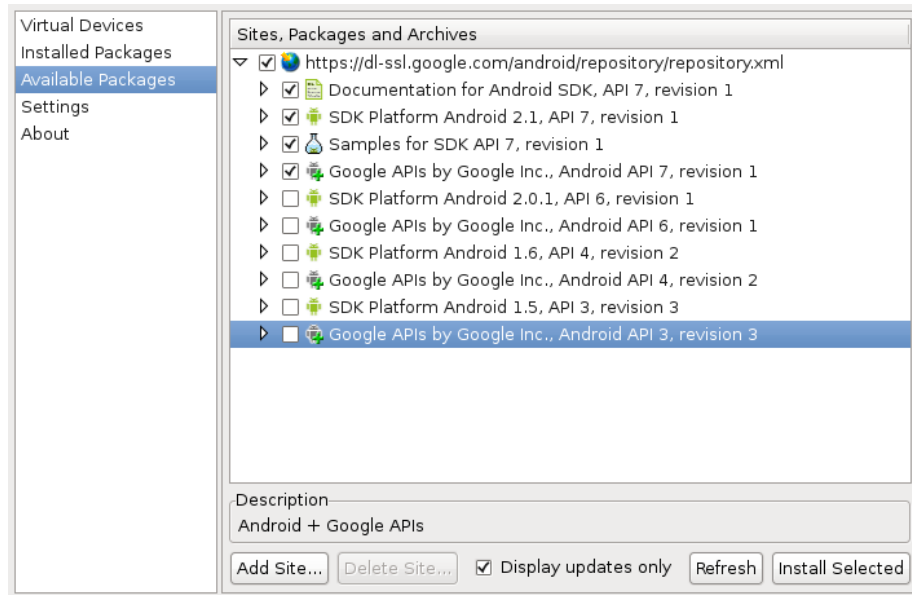 Virtual Devices
Installed Packages
Available Packages
Settings
About
Sites, Packages and Archives
https://dl-ssl.google.com/android/repository/repository.xml
Documentation for Android SDK, API 7, revision 1
SDK Platform Android 2.1, API 7, revision 1
Samples for SDK API 7, revision 1
Google APIs by Google Inc., Android API 7, revision 1
SDK Platform Android 2.0.1, API 6, revision 1
Google APIs by Google Inc., Android API 6, revision 1
SDK Platform Android 1.6, API 4, revision 2
Google APIs by Google Inc., Android API 4, revision 2
SDK Platform Android 1.5, API 3, revision 3
Google APIs by Google Inc., Android API 3, revision 3
Description
Android + Google APIs
Add Site... Delete Site... Display updates only Refresh Install Selected